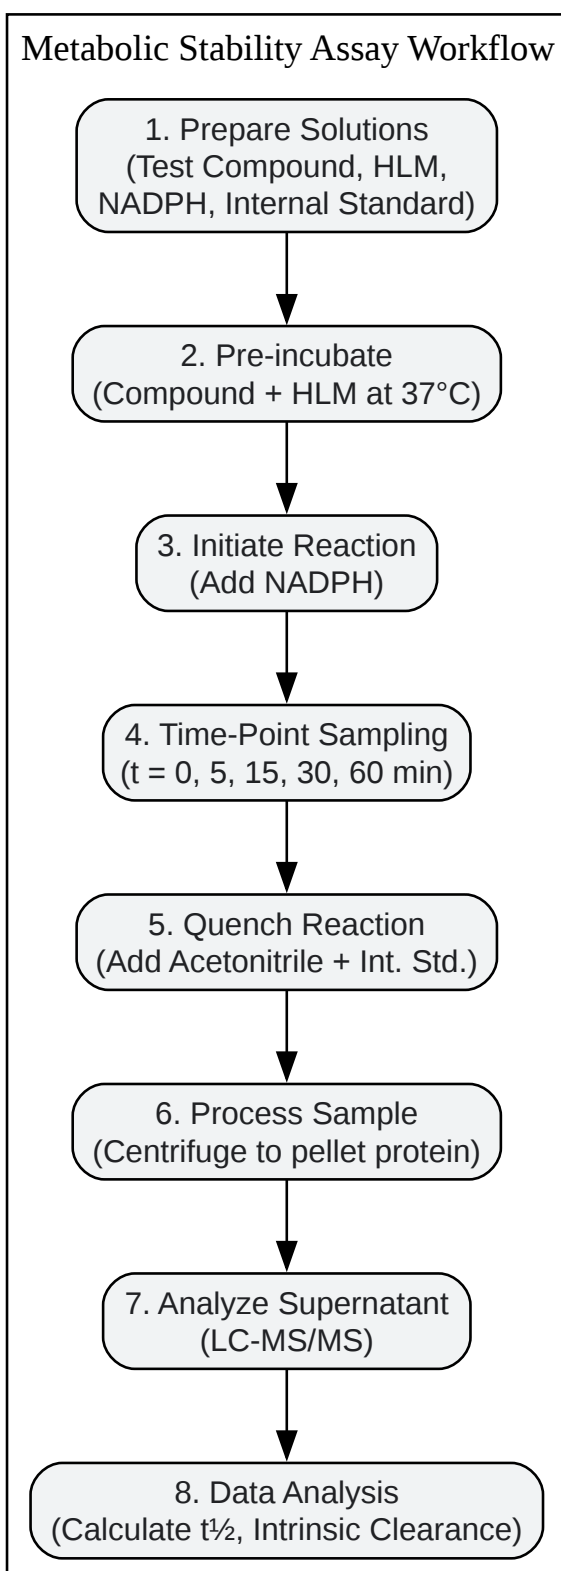 Metabolic Stability Assay Workflow
1. Prepare Solutions
(Test Compound, HLM,
NADPH, Internal Standard)
2. Pre-incubate
(Compound + HLM at 37°C)
3. Initiate Reaction
(Add NADPH)
4. Time-Point Sampling
(t = 0, 5, 15, 30, 60 min)
5. Quench Reaction
(Add Acetonitrile + Int. Std.)
6. Process Sample
(Centrifuge to pellet protein)
7. Analyze Supernatant
(LC-MS/MS)
8. Data Analysis
(Calculate t½, Intrinsic Clearance)